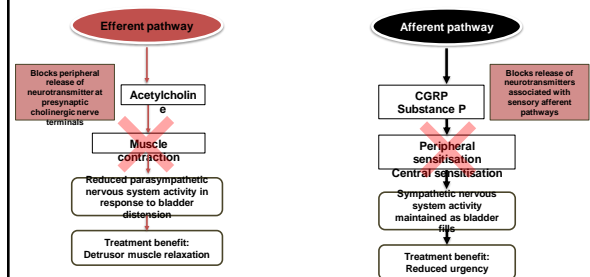 Efferent pathway
Afferent pathway
Blocks peripheral
release of
neurotransmitter at
presynaptic
cholinergic nerve
terminals
Acetylcholin
e
Muscle
contraction
Reduced parasympathetic
nervous system activity in
response to bladder
distension
Treatment benefit:
Detrusor muscle relaxation
CGRP
Substance P
Blocks release of
neurotransmitters
associated with
sensory afferent
pathways
Peripheral
sensitisation
Central sensitisation
Sympathetic nervous
system activity
maintained as bladder
fills
Treatment benefit:
Reduced urgency